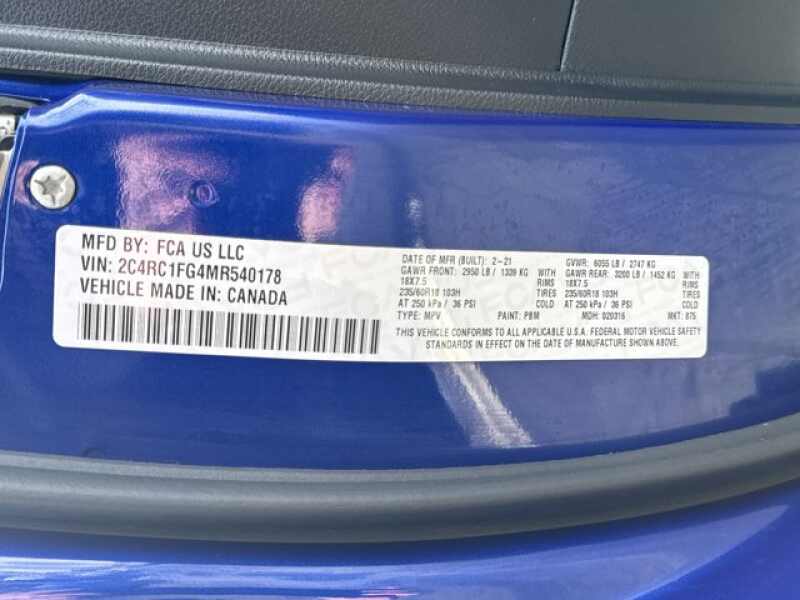 MFD BY: FCA US LLC
VIN: 2C4RC1FG4MR540178
VEHICLE MADE IN: CANADA
DATE OF MFR (BUILT): 2-21 GVWR: 6055 LB / 2747 KG
GAWR FRONT: 2950 LB / 1339 KG GAWR REAR: 3200 LB / 1452 KG
18X7.5 RIMS 18X7.5 RIMS
235/60R18 103H TIRES 235/60R18 103H TIRES
AT 250 kPa / 36 PSI COLD AT 250 kPa / 36 PSI COLD
TYPE: MPV PAINT: PBM MDH: 020316 MKT: 875
THIS VEHICLE CONFORMS TO ALL APPLICABLE U.S.A. FEDERAL MOTOR VEHICLE SAFETY
STANDARDS IN EFFECT ON THE DATE OF MANUFACTURE SHOWN ABOVE.